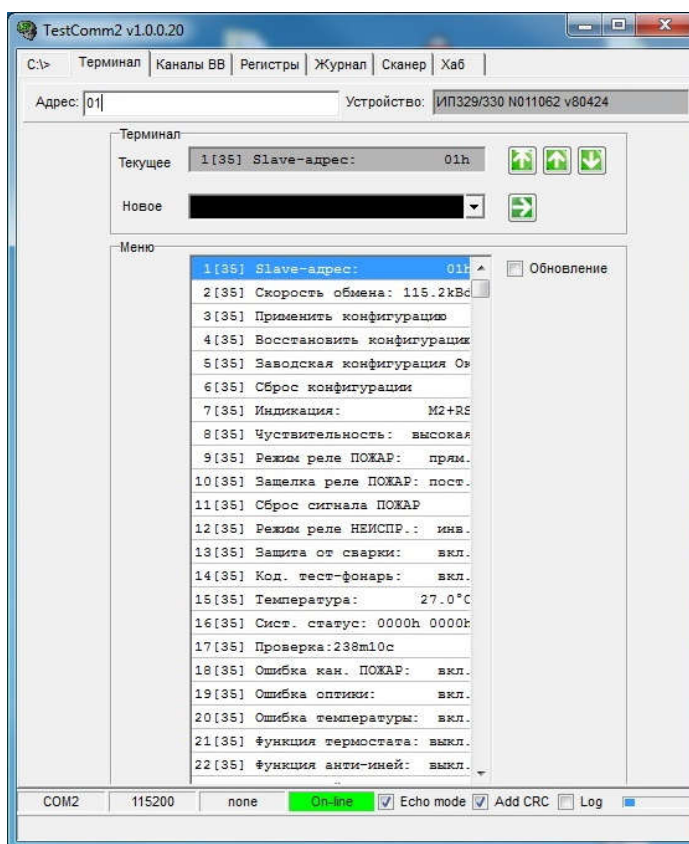 TestComm2 v1.0.0.20
C:\> Терминал Каналы ВВ Регистры Журнал Сканер Хаб
Адрес: 01 Устройство: ИП329/330 N011062 v80424
Терминал
Текущее 1[35] Slave-адрес: 01h
Новое
Меню
1[35] Slave-адрес: 01h
Обновление
2[35] Скорость обмена: 115.2kBd
3[35] Применить конфигурацию
4[35] Восстановить конфигурацию
5[35] Заводская конфигурация Ок
6[35] Сброс конфигурации
7[35] Индикация: M2+RS
8[35] Чуствительность: высокая
9[35] Режим реле ПОЖАР: прям.
10[35] Защелка реле ПОЖАР: пост.
11[35] Сброс сигнала ПОЖАР
12[35] Режим реле НЕИСПР.: инв.
13[35] Защита от сварки: вкл.
14[35] Код. тест-фонарь: вкл.
15[35] Температура: 27.0°C
16[35] Сист. статус: 0000h 0000h
17[35] Проверка:238m10c
18[35] Ошибка кан. ПОЖАР: вкл.
19[35] Ошибка оптики: вкл.
20[35] Ошибка температуры: вкл.
21[35] Функция термостата: выкл.
22[35] Функция анти-иней: выкл.
COM2 115200 none On-line Echo mode Add CRC Log